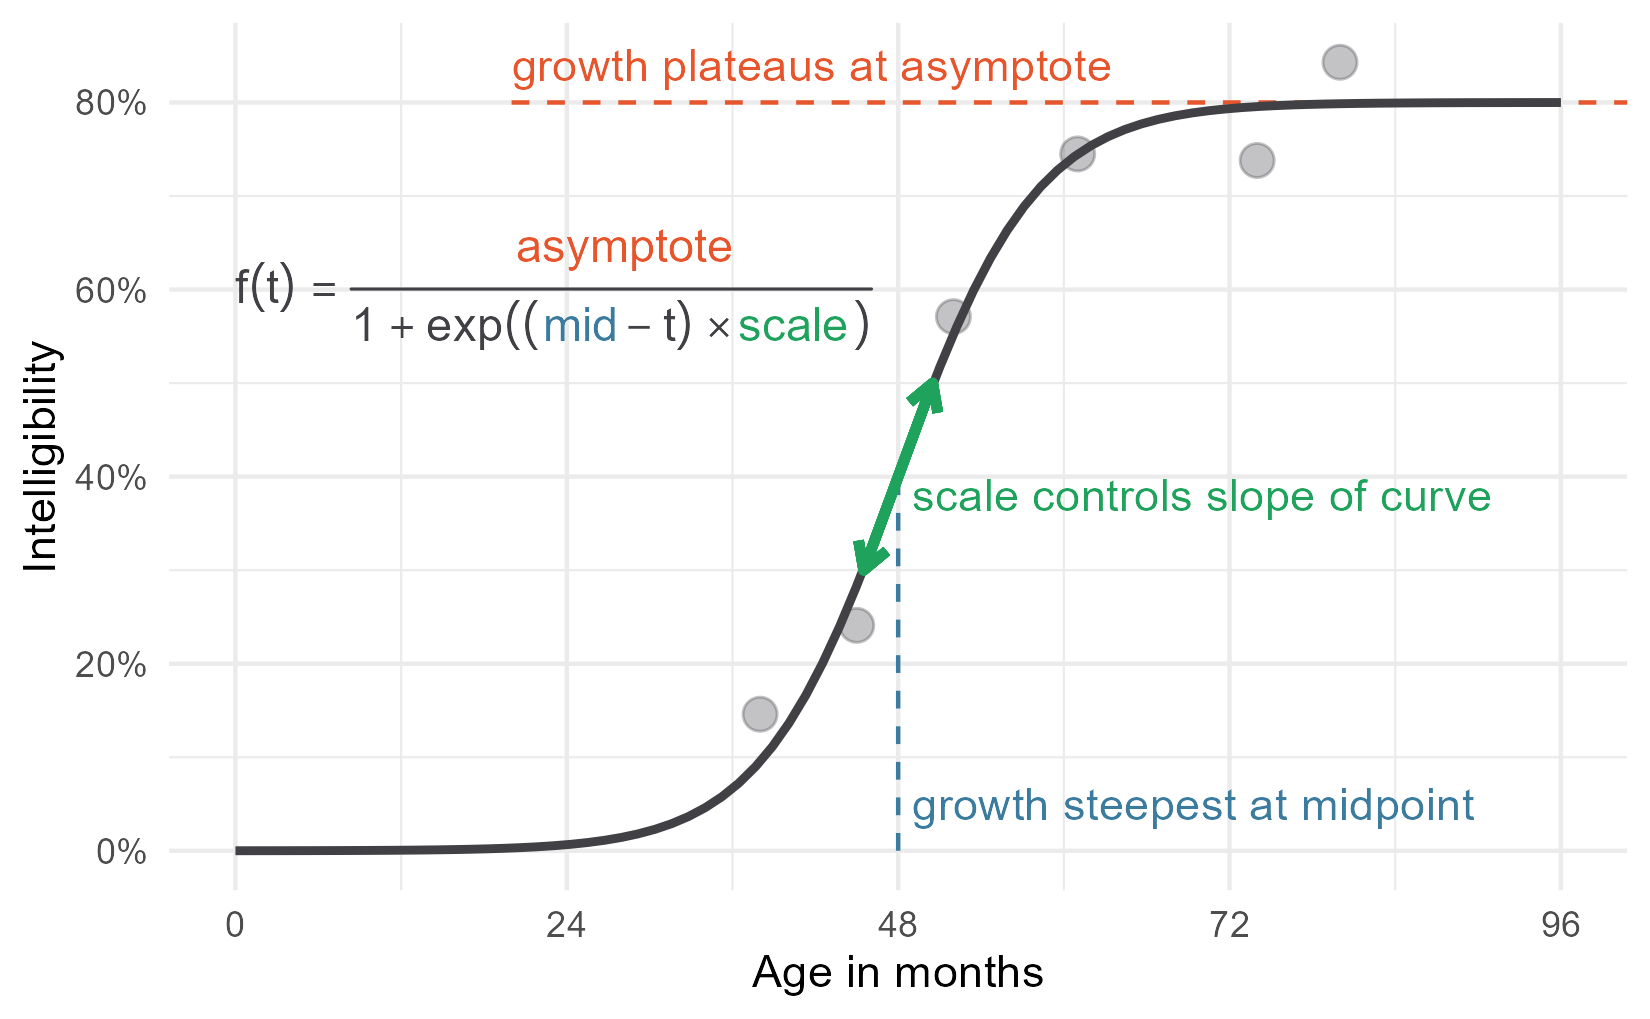 growth plateaus at asymptote
80%
asymptote
60%
f(t) =
1 + exp((mid − t) × scale)
Intelligibility
40%
scale controls slope of curve
20%
growth steepest at midpoint
0%
0 24 48 72 96
Age in months